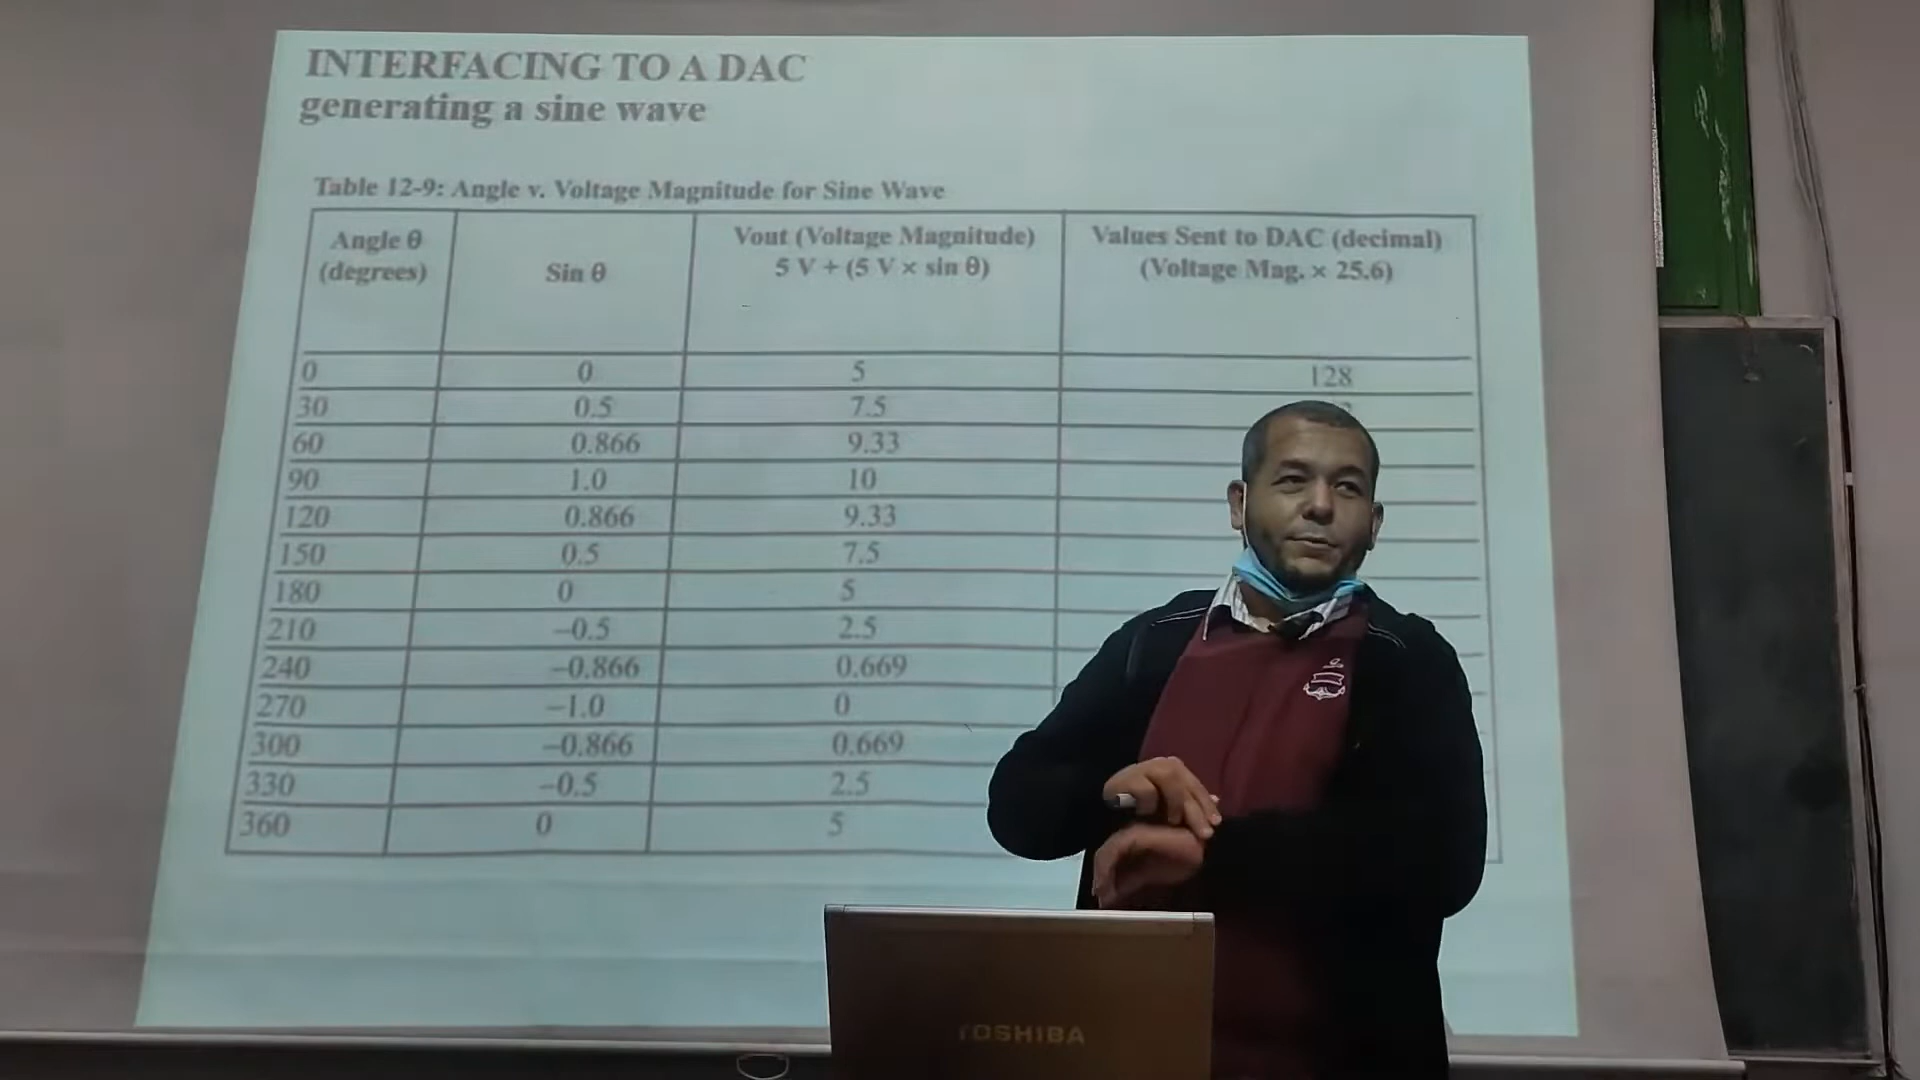 INTERFACING TO A DAC
generating a sine wave
Table 12-9: Angle v. Voltage Magnitude for Sine Wave
Angle θ (degrees) Sin θ Vout (Voltage Magnitude) 5 V + (5 V × sin θ) Values Sent to DAC (decimal) (Voltage Mag. × 25.6)
0 0 5 128
30 0.5 7.5
60 0.866 9.33
90 1.0 10
120 0.866 9.33
150 0.5 7.5
180 0 5
210 –0.5 2.5
240 –0.866 0.669
270 –1.0 0
300 –0.866 0.669
330 –0.5 2.5
360 0 5
TOSHIBA